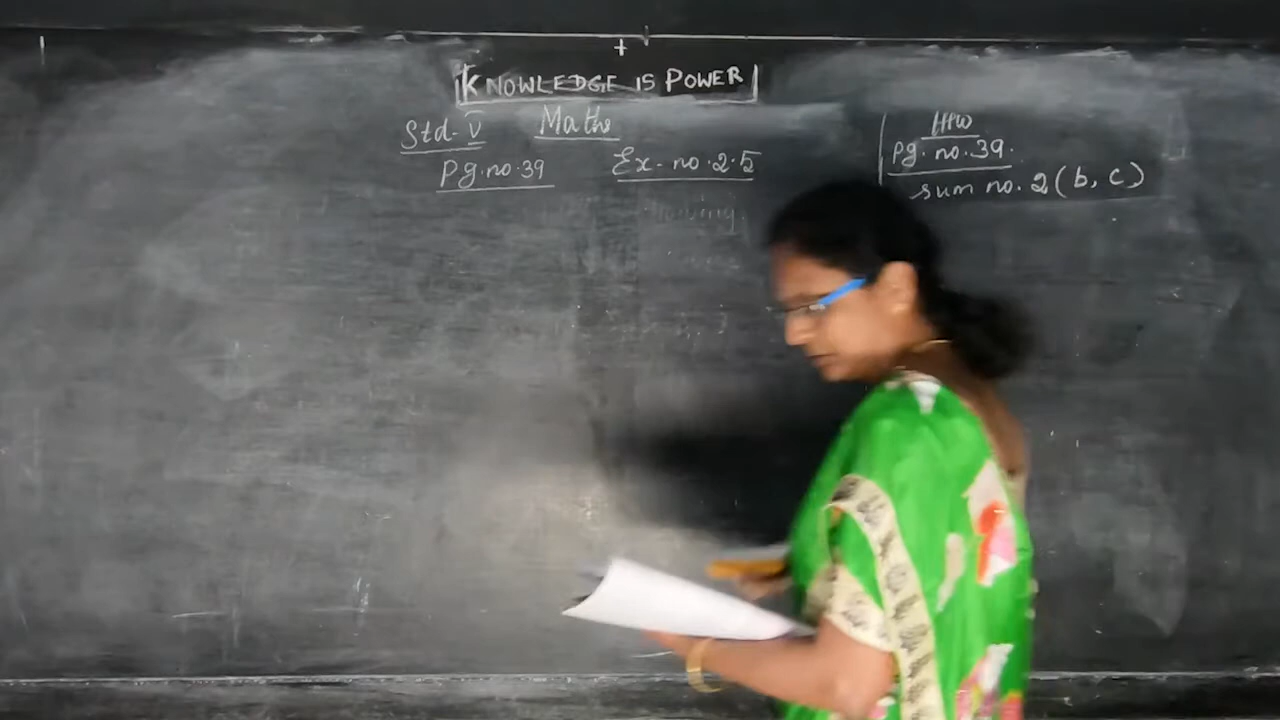 KNOWLEDGE IS POWER
Std-V Maths
Pg.no.39 Ex-no.2.5
H/W
Pg.no.39.
sum no.2(b,c)